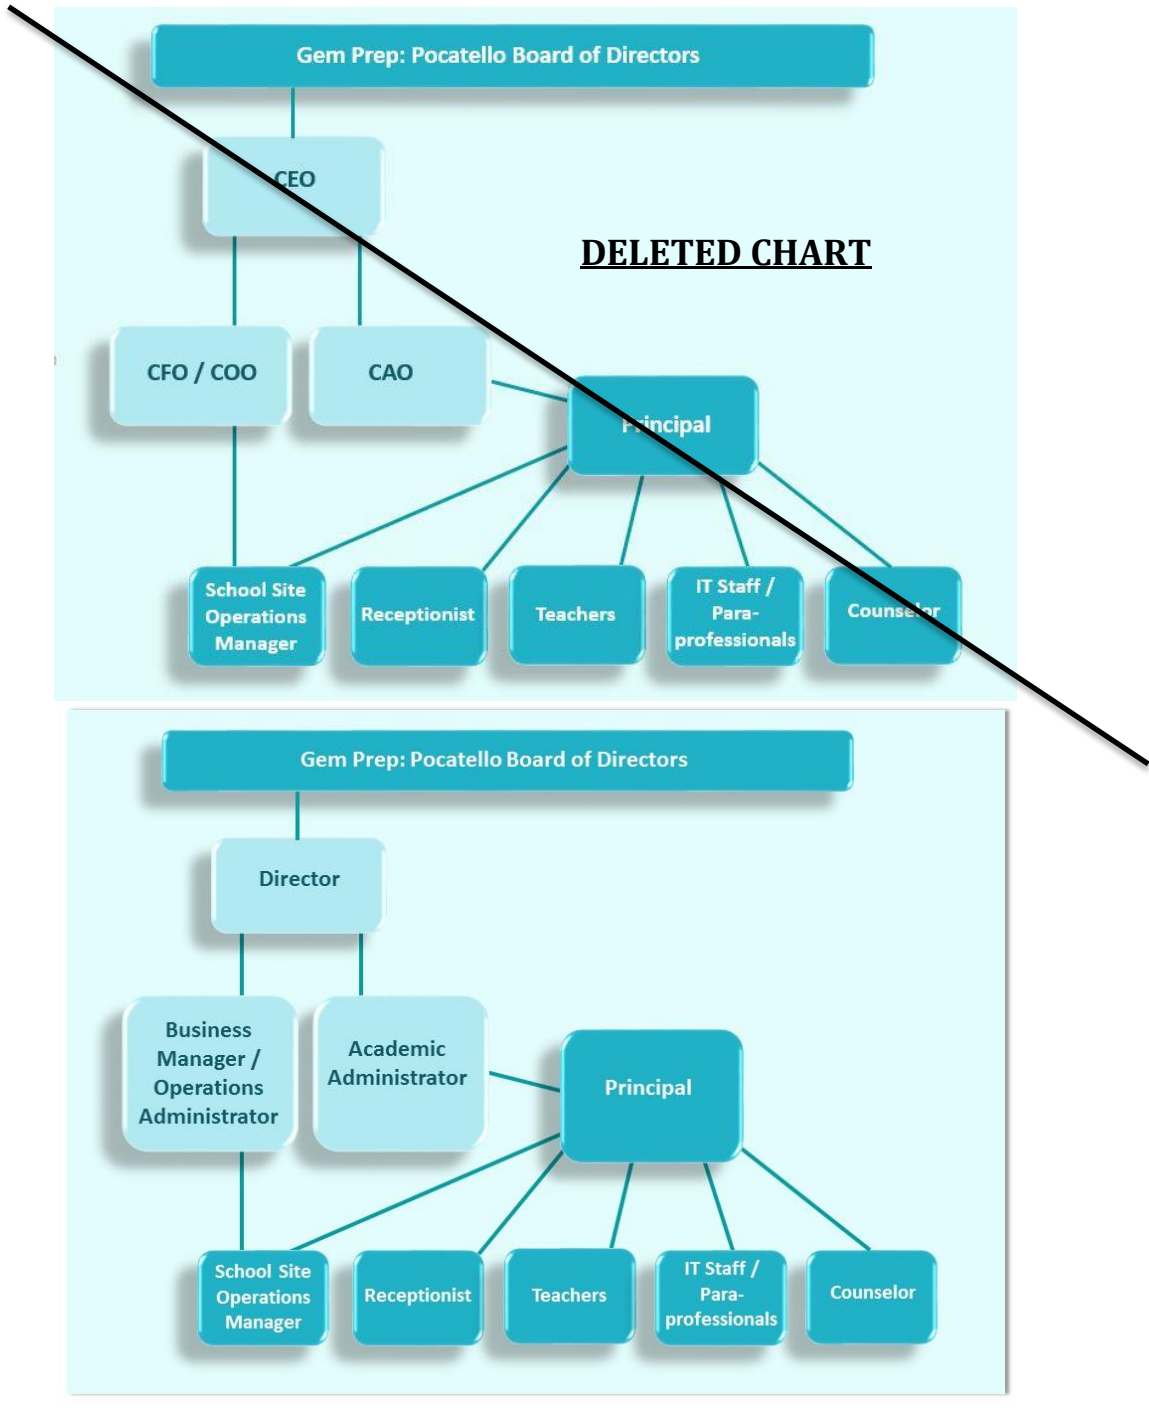 Gem Prep: Pocatello Board of Directors
CEO
DELETED CHART
CFO / COO
CAO
Principal
School Site
Operations
Manager
Receptionist
Teachers
IT Staff /
Para-
professionals
Counselor
Gem Prep: Pocatello Board of Directors
Director
Business
Manager /
Operations
Administrator
Academic
Administrator
Principal
School Site
Operations
Manager
Receptionist
Teachers
IT Staff /
Para-
professionals
Counselor